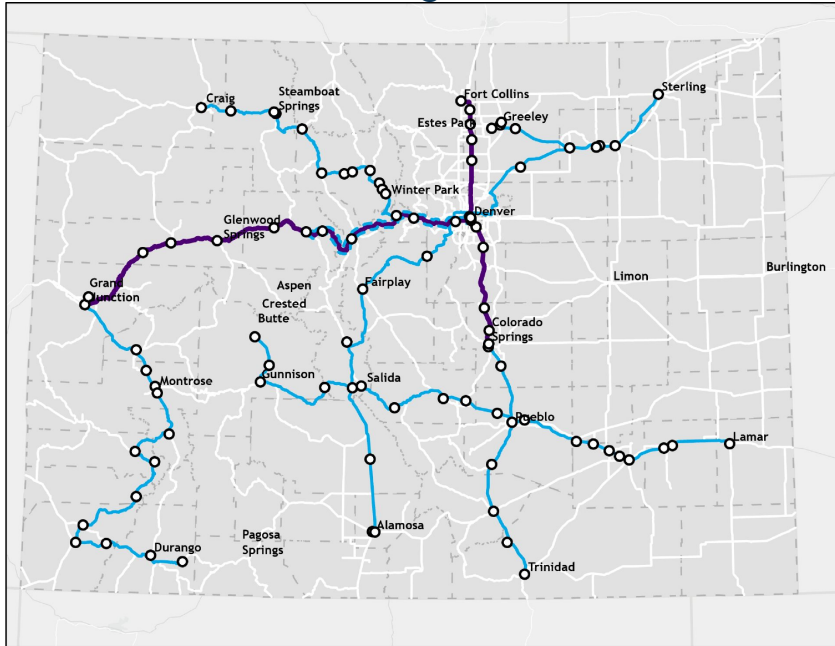 Craig
Steamboat
Springs
Fort Collins
Sterling
Estes Park
Greeley
Winter Park
Glenwood
Springs
Denver
Grand
Junction
Aspen
Crested
Butte
Fairplay
Limon
Burlington
Colorado
Springs
Montrose
Gunnison
Salida
Pueblo
Lamar
Pagosa
Springs
Alamosa
Durango
Trinidad